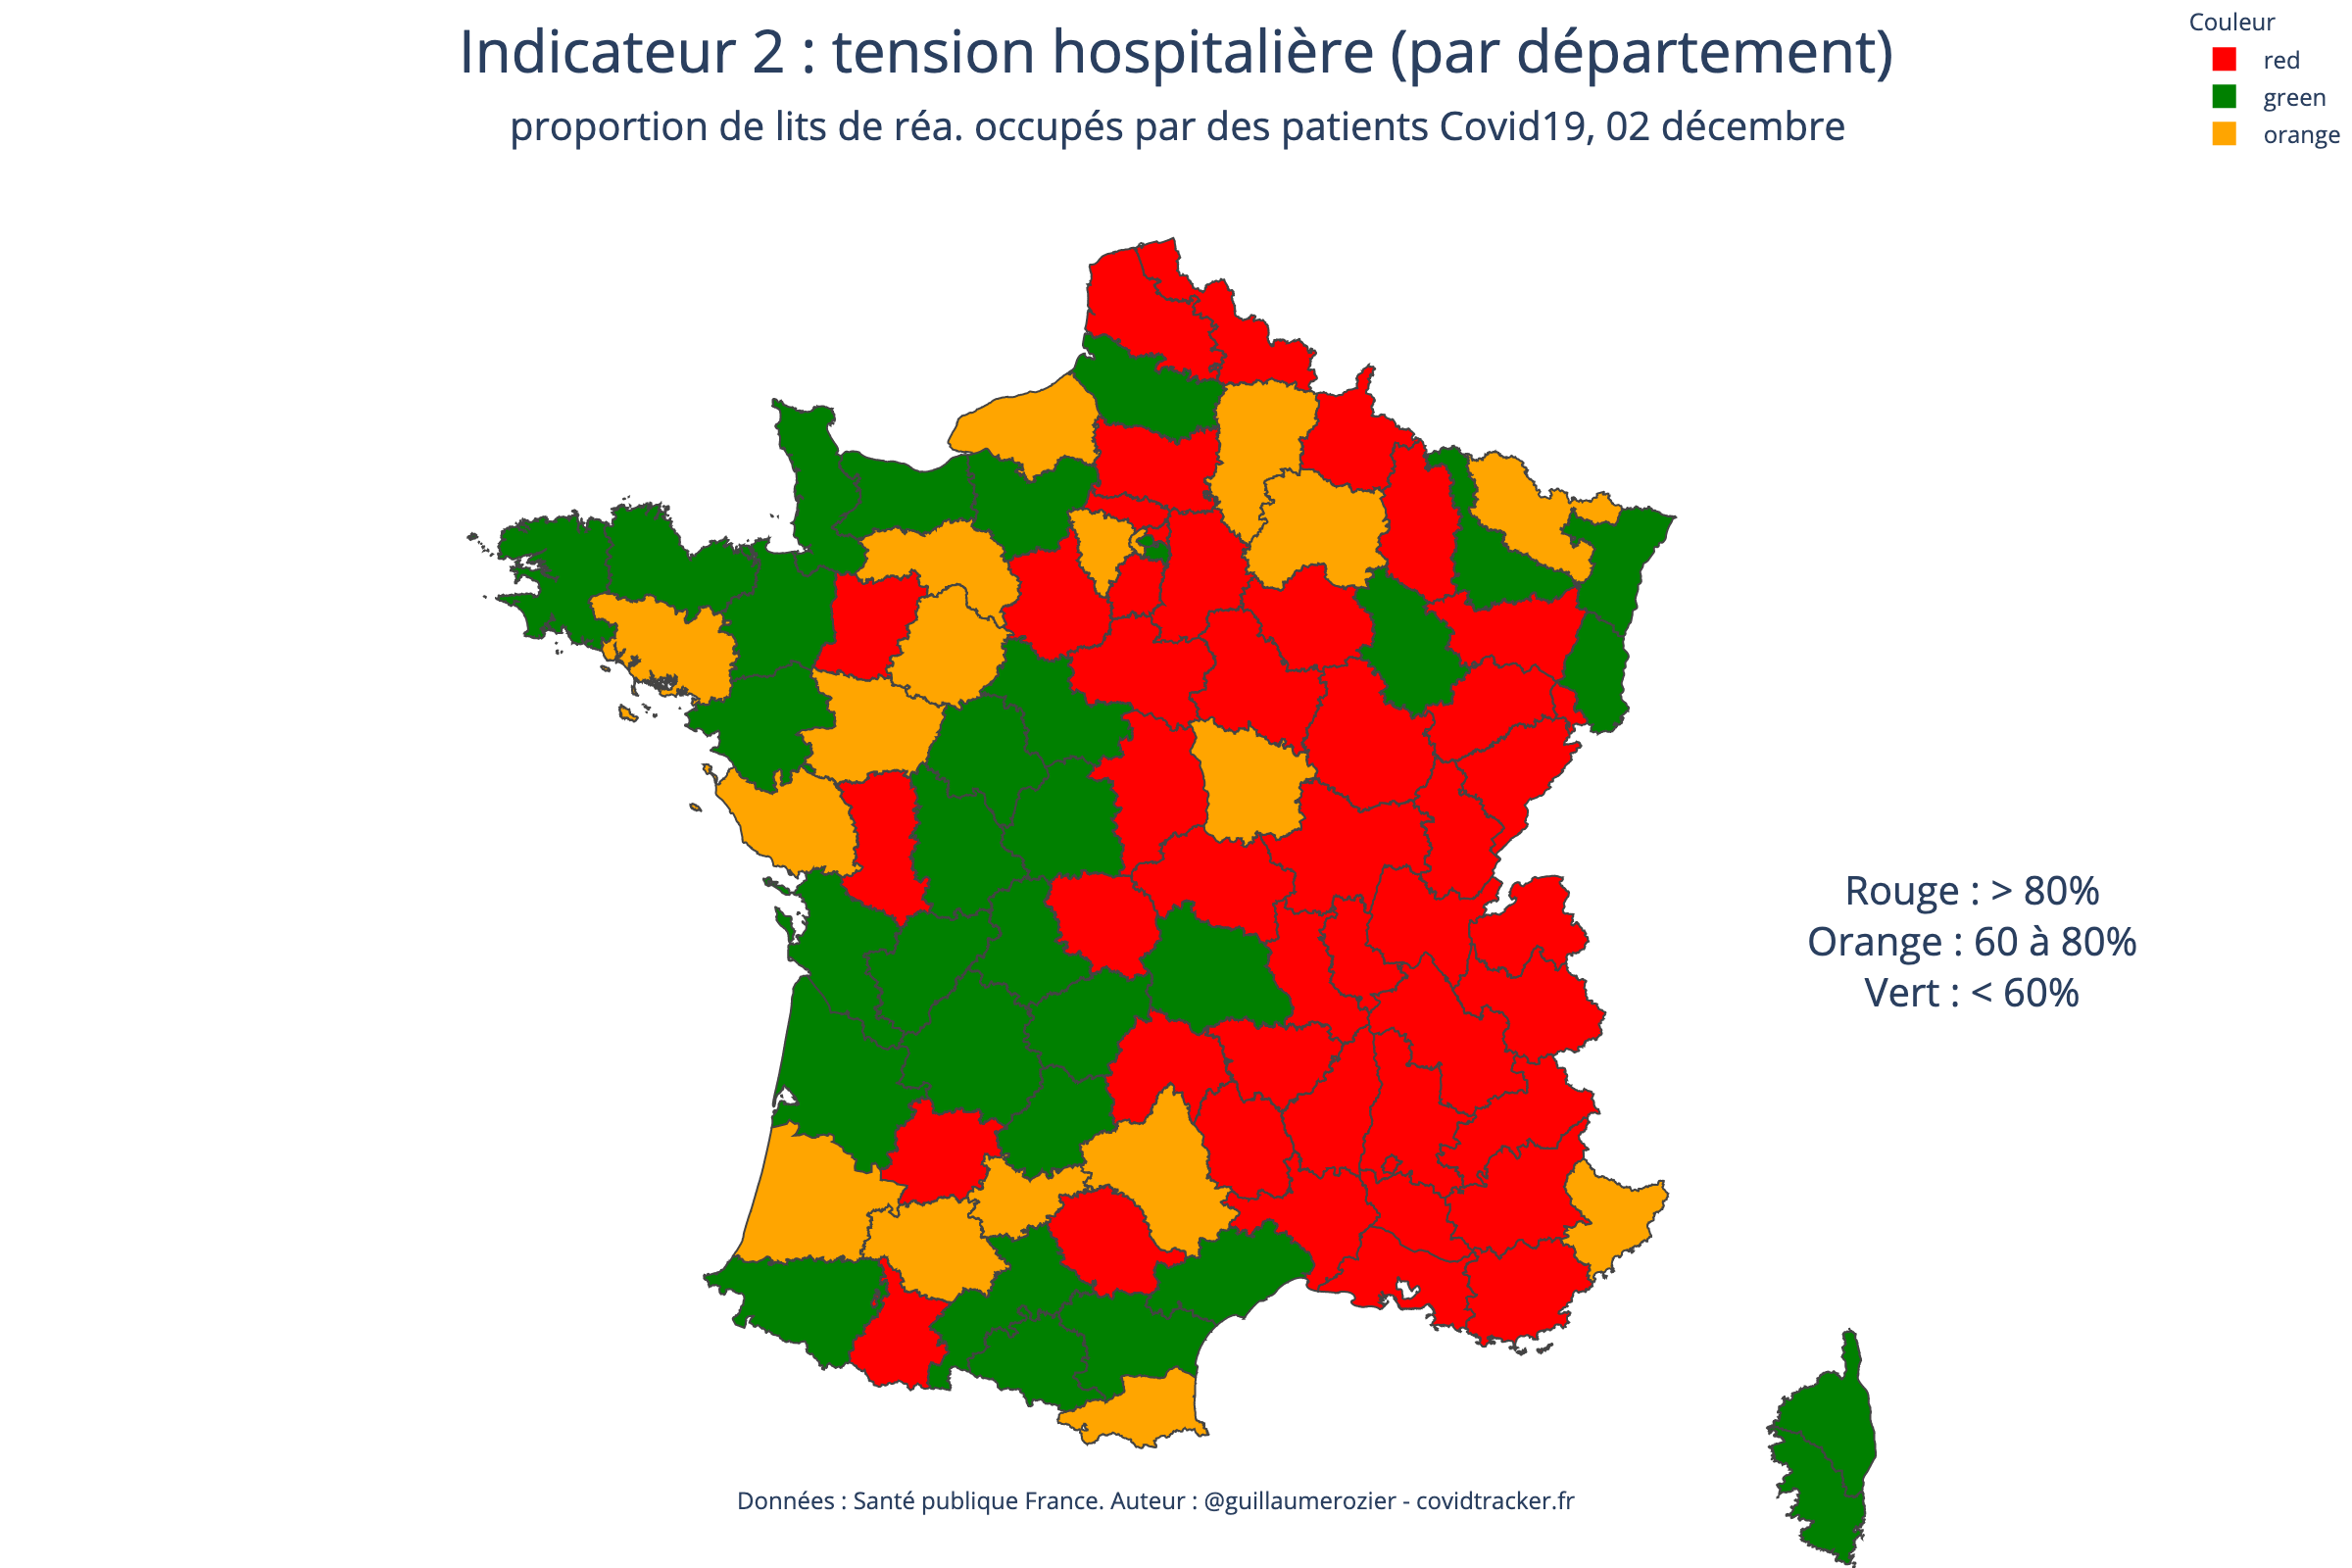 Indicateur 2 : tension hospitalière (par département)
proportion de lits de réa. occupés par des patients Covid19, 02 décembre
Couleur
red
green
orange
Rouge : > 80%
Orange : 60 à 80%
Vert : < 60%
Données : Santé publique France. Auteur : @guillaumerozier - covidtracker.fr